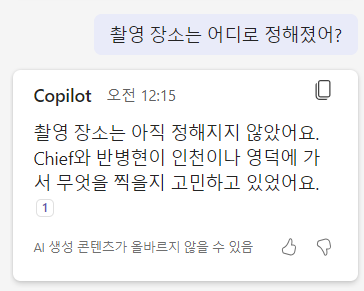 촬영 장소는 어디로 정해졌어?
Copilot 오전 12:15
촬영 장소는 아직 정해지지 않았어요.
Chief와 반병현이 인천이나 영덕에 가
서 무엇을 찍을지 고민하고 있었어요.
1
AI 생성 콘텐츠가 올바르지 않을 수 있음